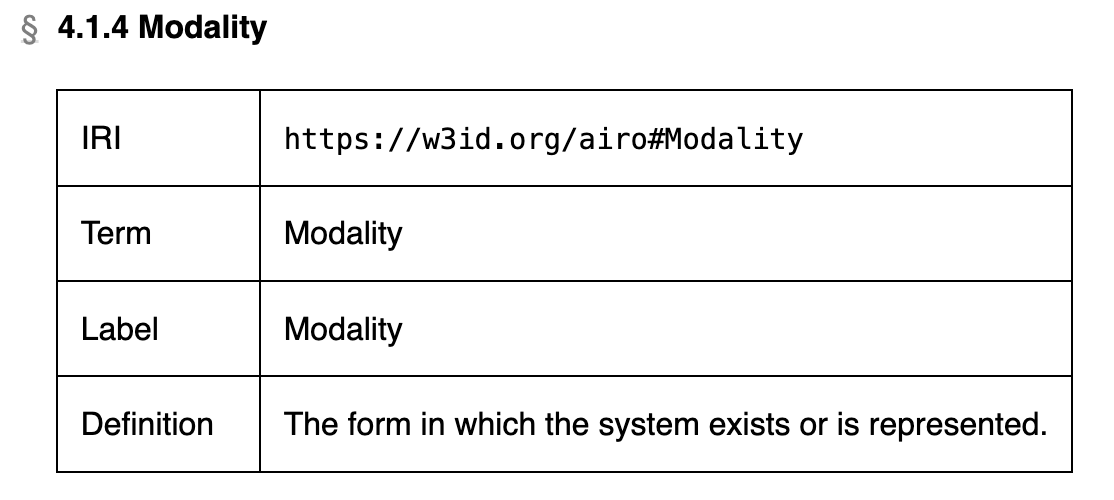 § 4.1.4 Modality
IRI https://w3id.org/airo#Modality
Term Modality
Label Modality
Definition The form in which the system exists or is represented.